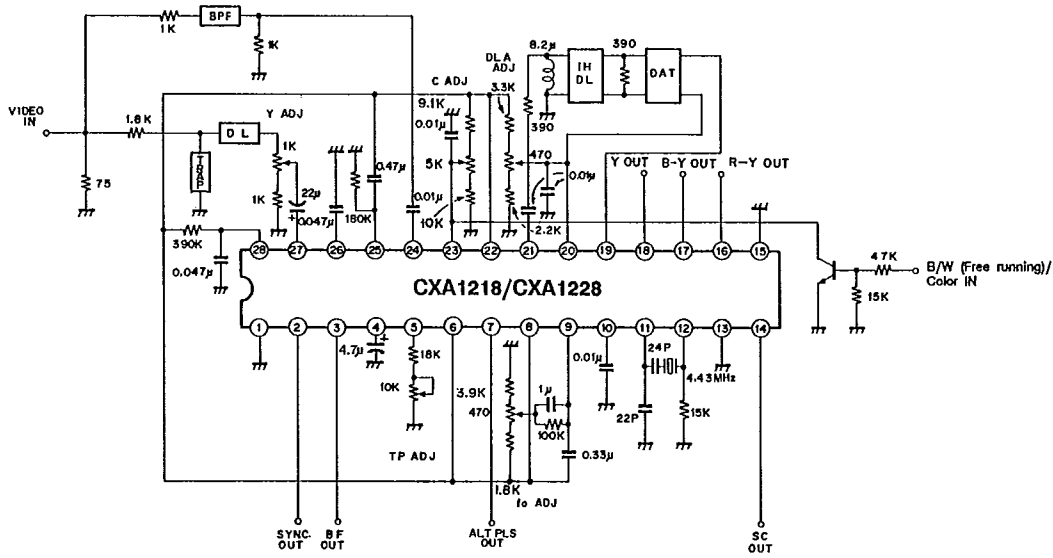 BPF
1K
1K
8.2μ
390
DLA
ADJ
1H
DL
DAT
C ADJ
3.3K
9.1K
VIDEO
IN
Y ADJ
0.01μ
390
1.8K
DL
1K
5K
470
Y OUT
B-Y OUT
R-Y OUT
TRAP
0.47μ
0.01μ
75
1K
22μ
+
0.047μ
180K
0.01μ
10K
2.2K
390K
0.047μ
28
27
26
25
24
23
22
21
20
19
18
17
16
15
47K
B/W (Free running)/
Color IN
15K
CXA1218/CXA1228
1
2
3
4
5
6
7
8
9
10
11
12
13
14
4.7μ
+
18K
0.01μ
24P
4.43MHz
10K
3.9K
1μ
470
100K
22P
15K
TP ADJ
0.33μ
1.8K
fo ADJ
SYNC.
OUT
BF
OUT
ALT PLS
OUT
SC
OUT